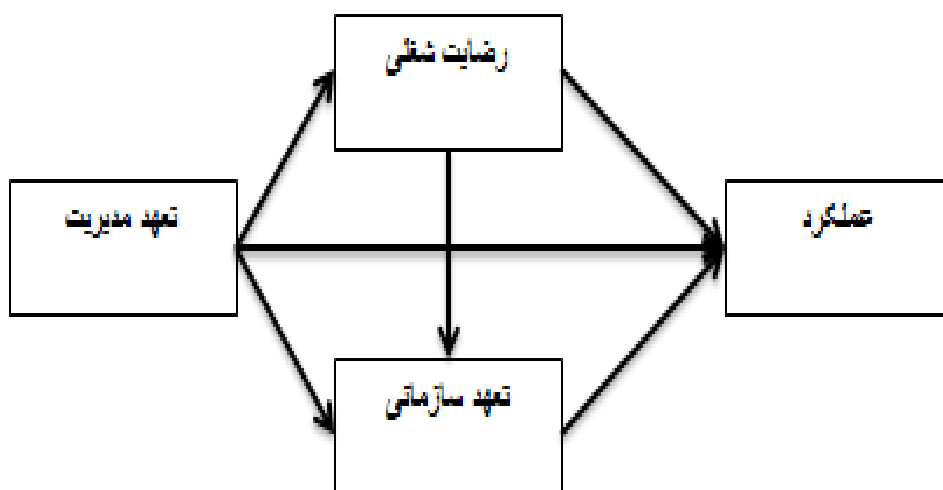 رضایت شغلی
تعهد مدیریت
عملکرد
تعهد سازمانی